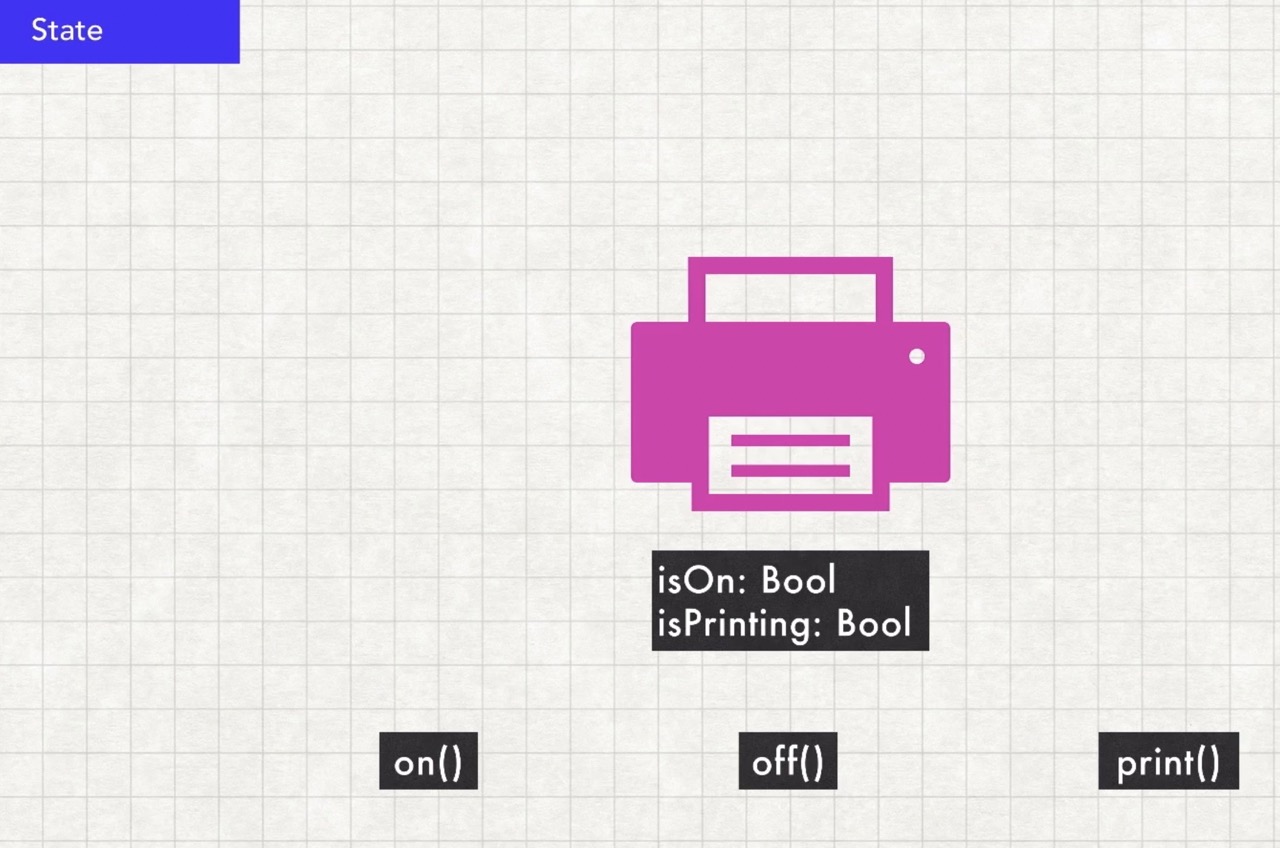 State
isOn: Bool
isPrinting: Bool
on()
off()
print()